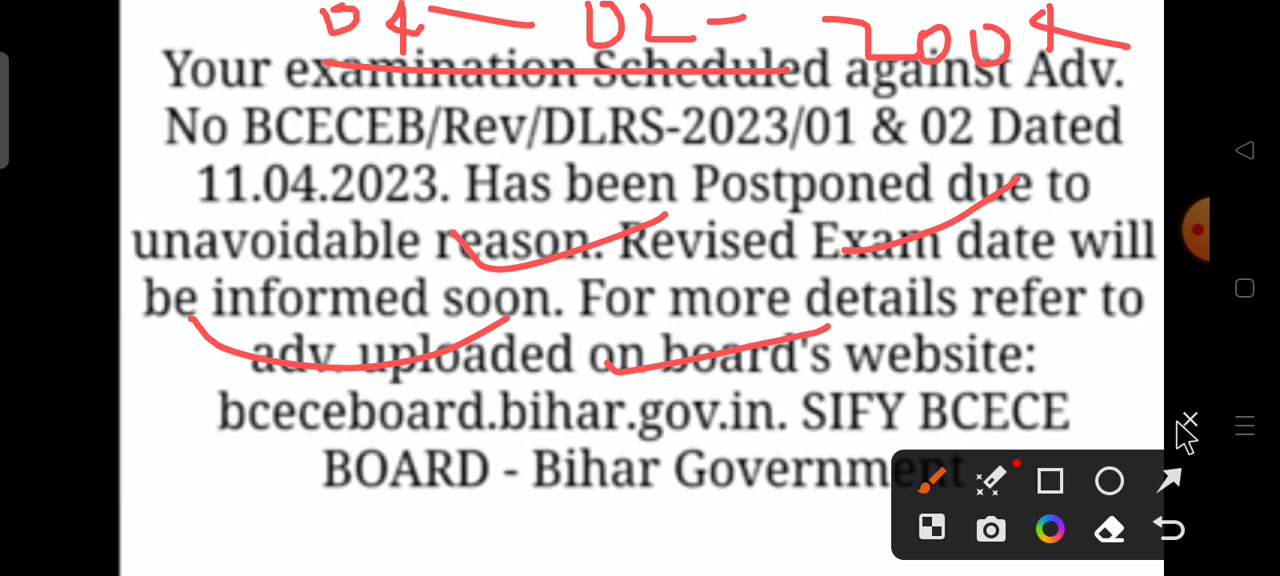 04 - 02 - 2004
Your examination Scheduled against Adv.
No BCECEB/Rev/DLRS-2023/01 & 02 Dated
11.04.2023. Has been Postponed due to
unavoidable reason. Revised Exam date will
be informed soon. For more details refer to
adv. uploaded on board's website:
bceceboard.bihar.gov.in. SIFY BCECE
BOARD - Bihar Government